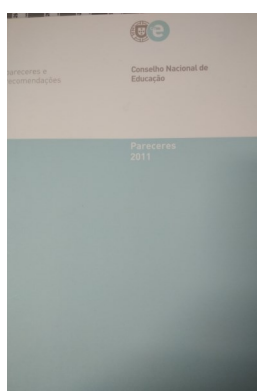 Pareceres e
Recomendações
Conselho Nacional de
Educação
Pareceres
2011